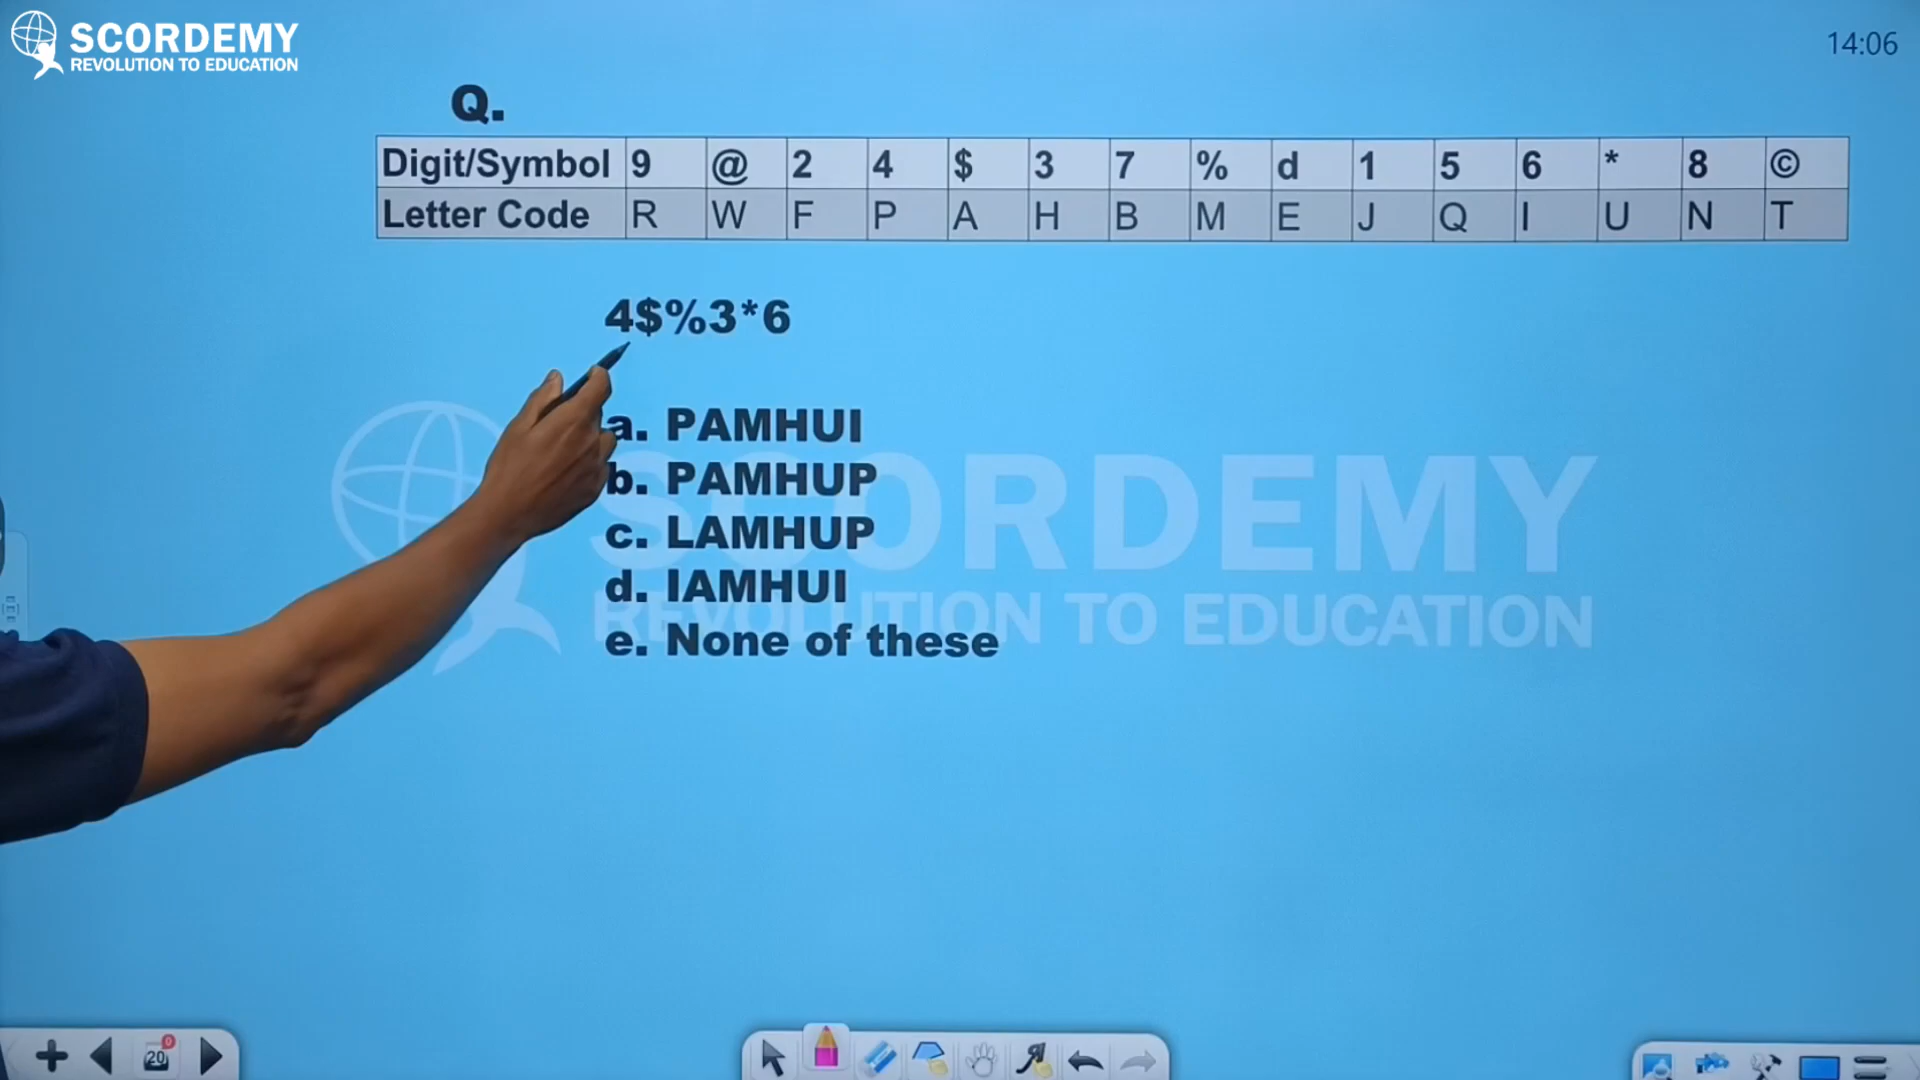 SCORDEMY
REVOLUTION TO EDUCATION
14:06
Q.
Digit/Symbol 9 @ 2 4 $ 3 7 % d 1 5 6 * 8 ©
Letter Code R W F P A H B M E J Q I U N T
4$%3*6
a. PAMHUI
b. PAMHUP
c. LAMHUP
d. IAMHUI
e. None of these
SCORDEMY
REVOLUTION TO EDUCATION
20
0